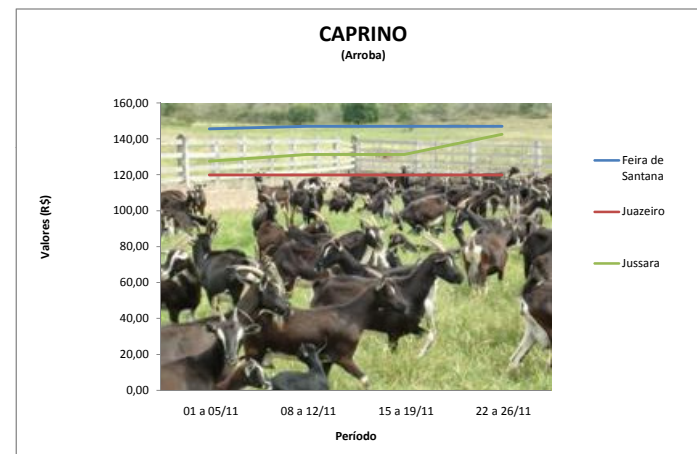 CAPRINO
(Arroba)
160,00
140,00
120,00
100,00
80,00
60,00
40,00
20,00
0,00
Valores (R$)
01 a 05/11
08 a 12/11
15 a 19/11
22 a 26/11
Período
Feira de
Santana
Juazeiro
Jussara